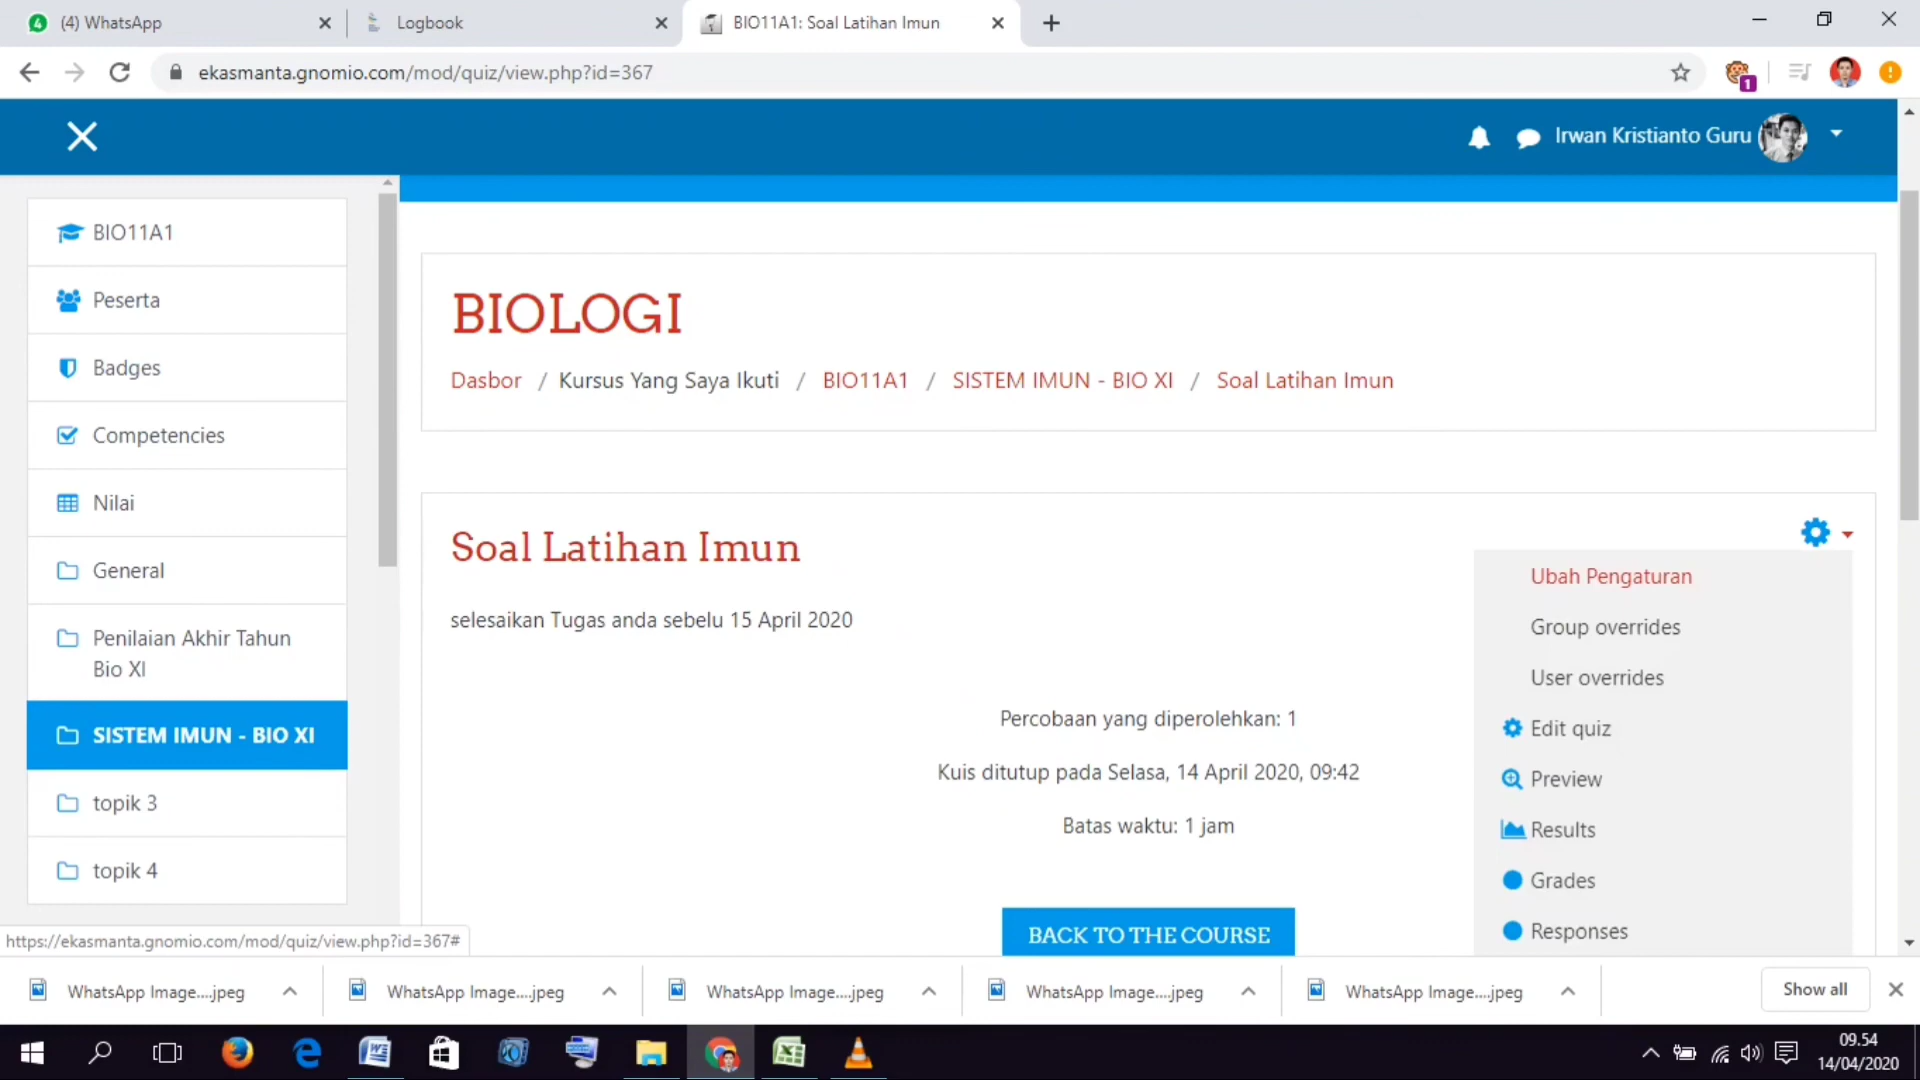 (4) WhatsApp
Logbook
BIO11A1: Soal Latihan Imun
ekasmanta.gnomio.com/mod/quiz/view.php?id=367
1
Irwan Kristianto Guru
BIO11A1
Peserta
Badges
Competencies
Nilai
General
Penilaian Akhir Tahun
Bio XI
SISTEM IMUN - BIO XI
topik 3
topik 4
BIOLOGI
Dasbor / Kursus Yang Saya Ikuti / BIO11A1 / SISTEM IMUN - BIO XI / Soal Latihan Imun
Soal Latihan Imun
selesaikan Tugas anda sebelu 15 April 2020
Percobaan yang diperolehkan: 1
Kuis ditutup pada Selasa, 14 April 2020, 09:42
Batas waktu: 1 jam
BACK TO THE COURSE
Ubah Pengaturan
Group overrides
User overrides
Edit quiz
Preview
Results
Grades
Responses
https://ekasmanta.gnomio.com/mod/quiz/view.php?id=367#
WhatsApp Image....jpeg
WhatsApp Image....jpeg
WhatsApp Image....jpeg
WhatsApp Image....jpeg
WhatsApp Image....jpeg
Show all
09.54
14/04/2020